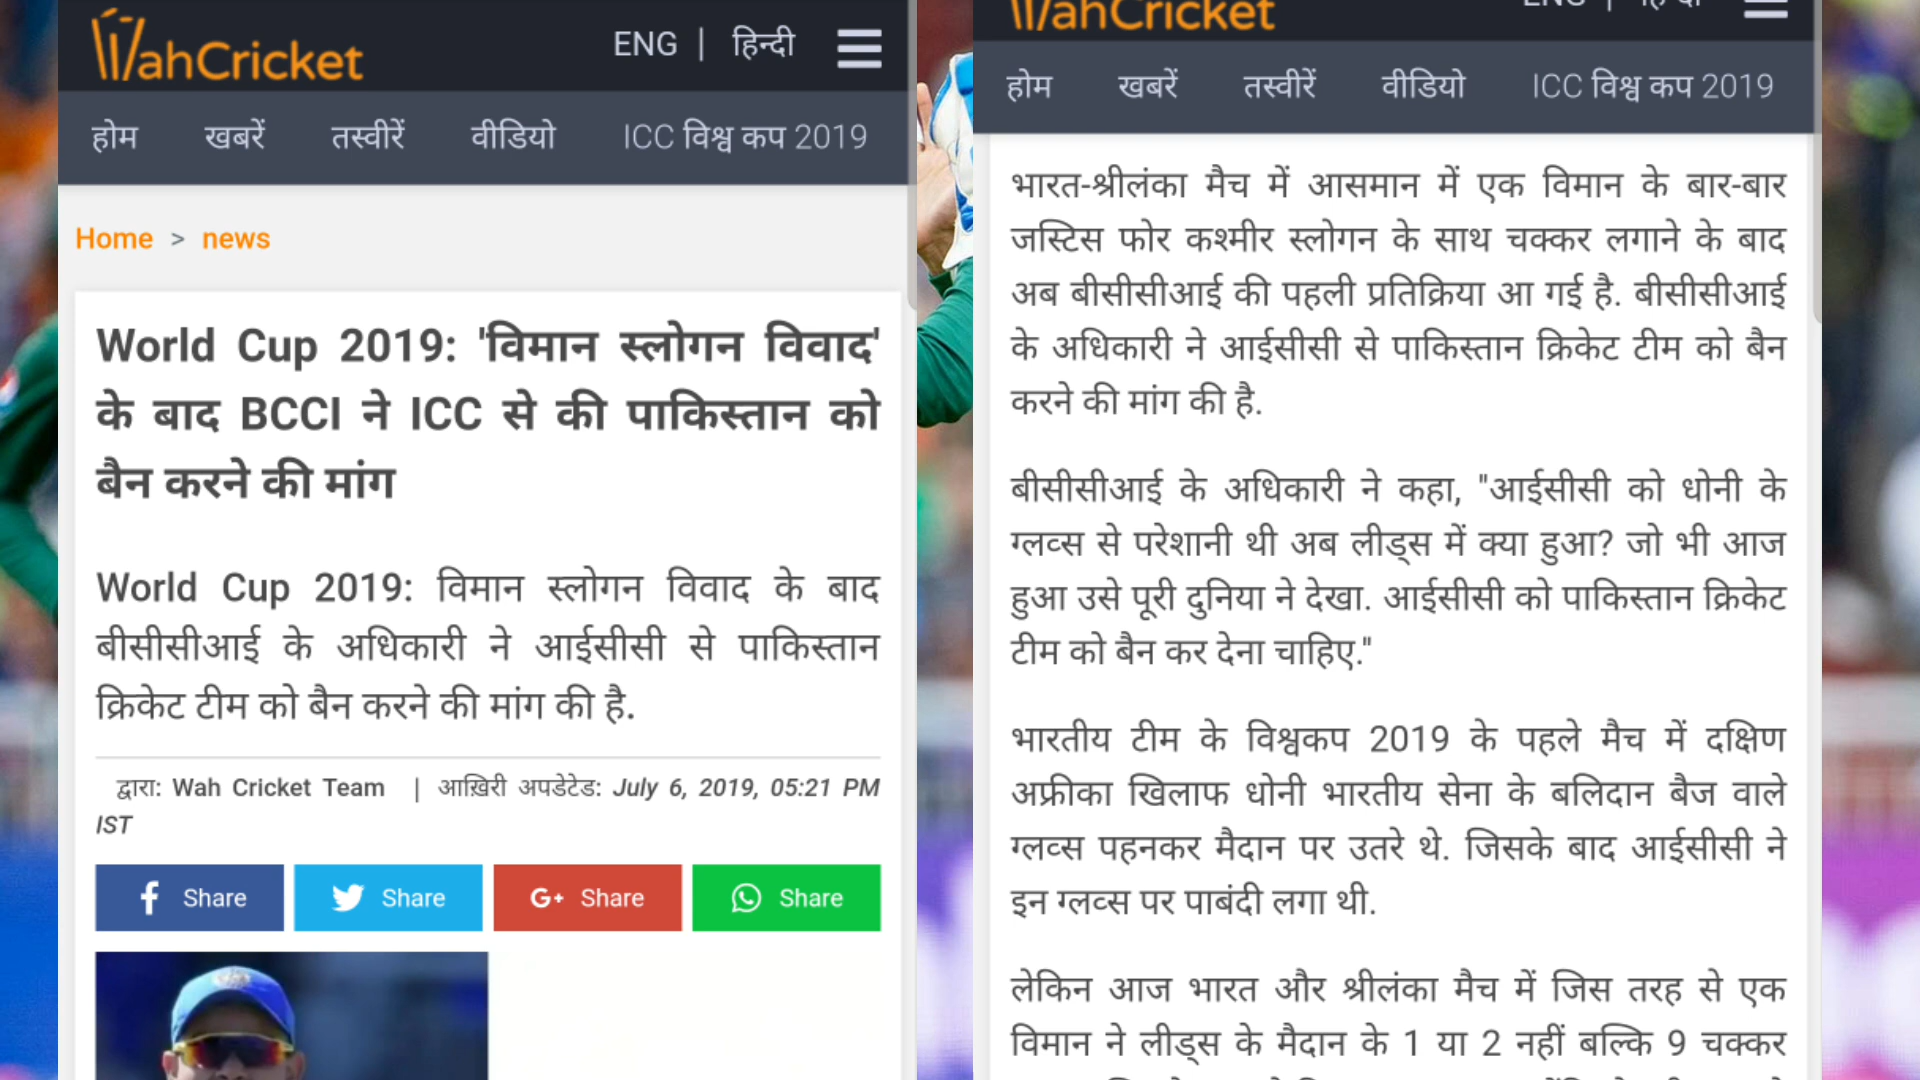 WahCricket
ENG | हिन्दी
होम खबरें तस्वीरें वीडियो ICC विश्व कप 2019
Home > news
World Cup 2019: 'विमान स्लोगन विवाद'
के बाद BCCI ने ICC से की पाकिस्तान को
बैन करने की मांग
World Cup 2019: विमान स्लोगन विवाद के बाद
बीसीसीआई के अधिकारी ने आईसीसी से पाकिस्तान
क्रिकेट टीम को बैन करने की मांग की है.
द्वारा: Wah Cricket Team | आख़िरी अपडेटेड: July 6, 2019, 05:21 PM
IST
Share Share G+ Share Share
WahCricket
ENG | हिन्दी
होम खबरें तस्वीरें वीडियो ICC विश्व कप 2019
भारत-श्रीलंका मैच में आसमान में एक विमान के बार-बार
जस्टिस फोर कश्मीर स्लोगन के साथ चक्कर लगाने के बाद
अब बीसीसीआई की पहली प्रतिक्रिया आ गई है. बीसीसीआई
के अधिकारी ने आईसीसी से पाकिस्तान क्रिकेट टीम को बैन
करने की मांग की है.
बीसीसीआई के अधिकारी ने कहा, "आईसीसी को धोनी के
ग्लव्स से परेशानी थी अब लीड्स में क्या हुआ? जो भी आज
हुआ उसे पूरी दुनिया ने देखा. आईसीसी को पाकिस्तान क्रिकेट
टीम को बैन कर देना चाहिए."
भारतीय टीम के विश्वकप 2019 के पहले मैच में दक्षिण
अफ्रीका खिलाफ धोनी भारतीय सेना के बलिदान बैज वाले
ग्लव्स पहनकर मैदान पर उतरे थे. जिसके बाद आईसीसी ने
इन ग्लव्स पर पाबंदी लगा थी.
लेकिन आज भारत और श्रीलंका मैच में जिस तरह से एक
विमान ने लीड्स के मैदान के 1 या 2 नहीं बल्कि 9 चक्कर